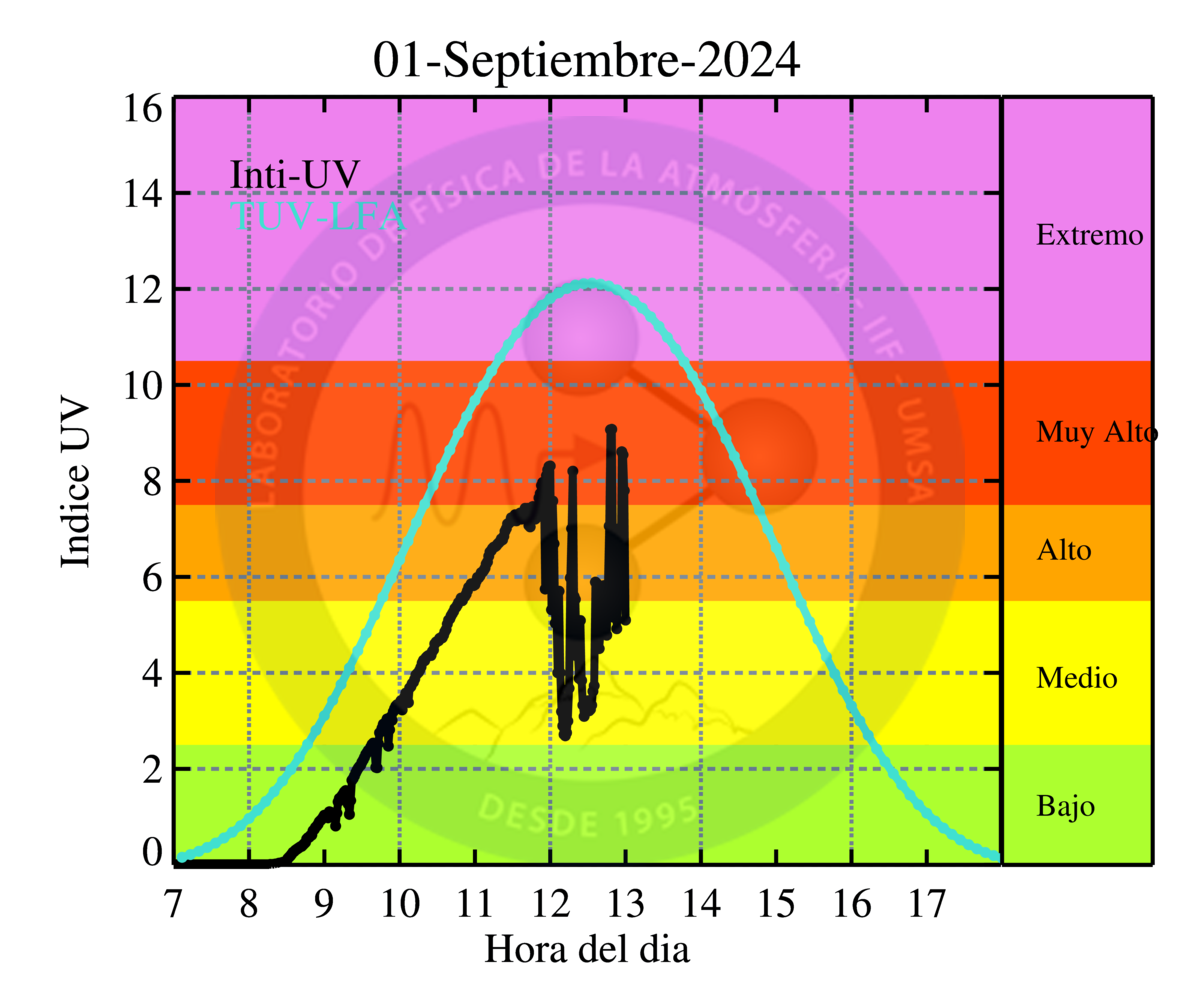 01-Septiembre-2024
16
14
12
10
8
6
4
2
0
Indice UV
Inti-UV
TUV-LFA
LABORATORIO DE FÍSICA DE LA ATMÓSFERA - IIF - UMSA
DESDE 1995
Extremo
Muy Alto
Alto
Medio
Bajo
7 8 9 10 11 12 13 14 15 16 17
Hora del dia